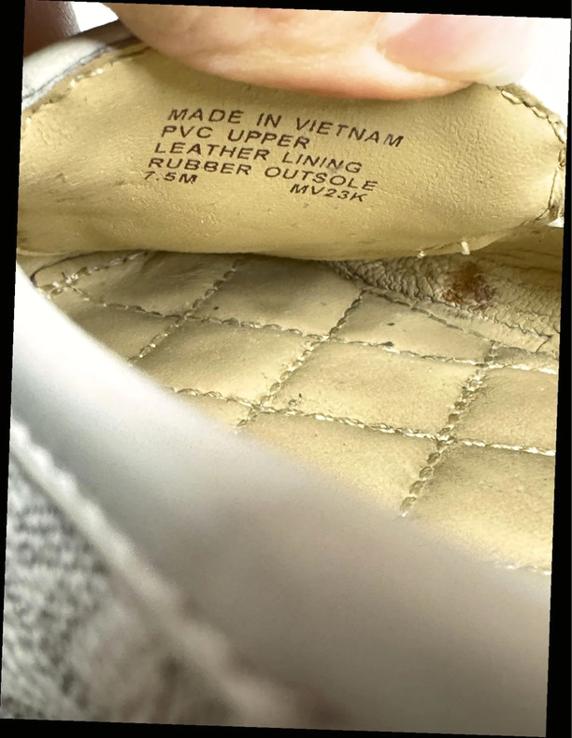 MADE IN VIETNAM
PVC UPPER
LEATHER LINING
RUBBER OUTSOLE
7.5M MV23K